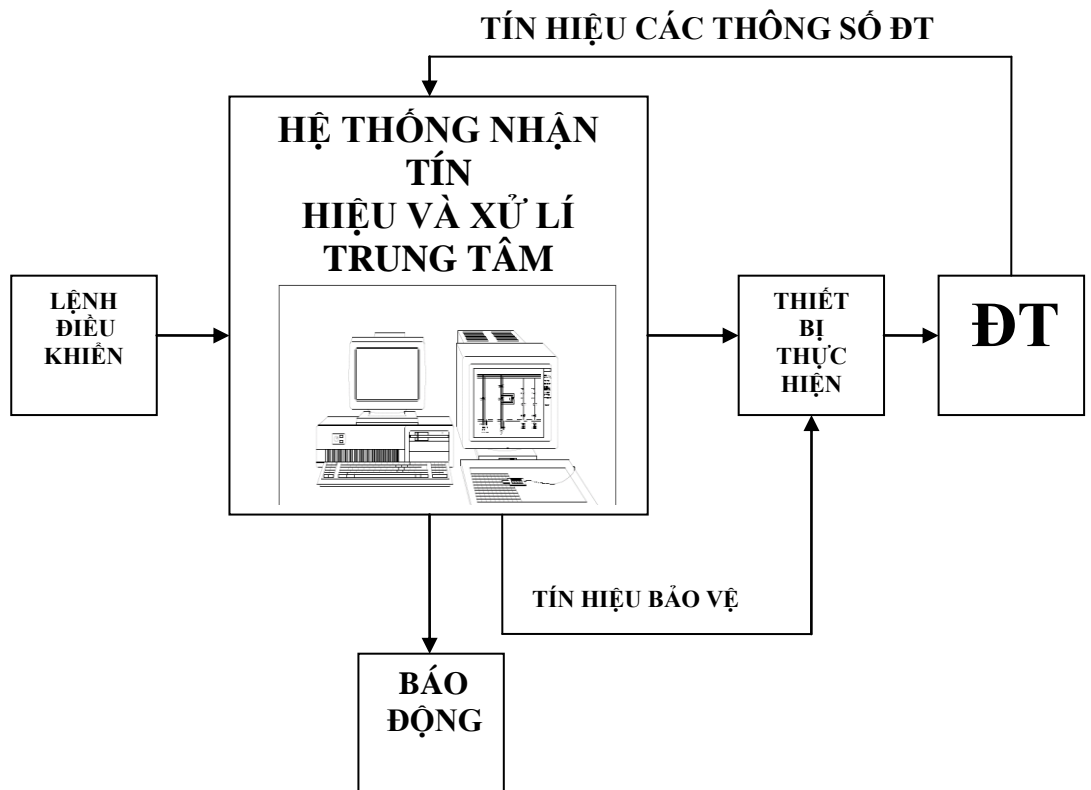 TÍN HIỆU CÁC THÔNG SỐ ĐT
HỆ THỐNG NHẬN
TÍN
HIỆU VÀ XỬ LÍ
TRUNG TÂM
LỆNH
ĐIỀU
KHIỂN
THIẾT
BỊ
THỰC
HIỆN
ĐT
TÍN HIỆU BẢO VỆ
BÁO
ĐỘNG